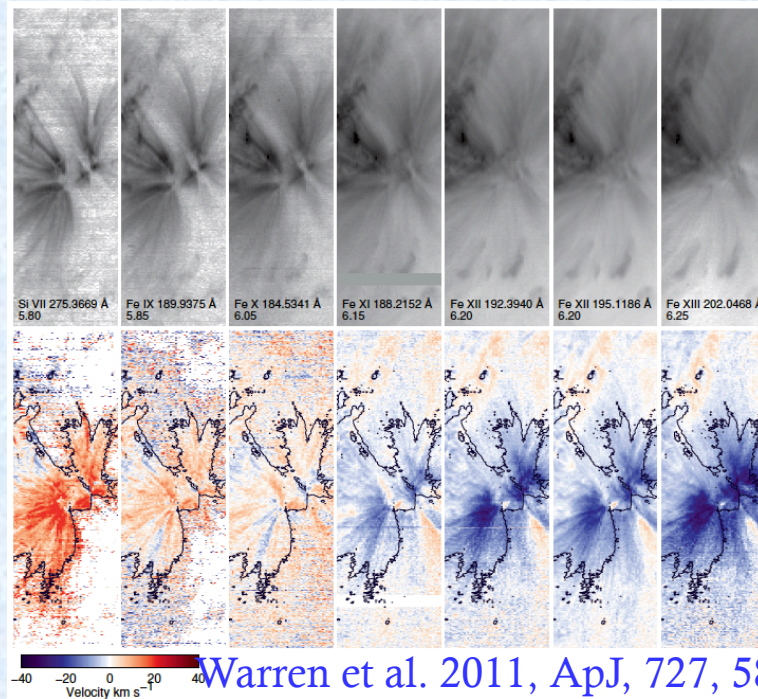 Si VII 275.3669 Å
5.80
Fe IX 189.9375 Å
5.85
Fe X 184.5341 Å
6.05
Fe XI 188.2152 Å
6.15
Fe XII 192.3940 Å
6.20
Fe XII 195.1186 Å
6.20
Fe XIII 202.0468 Å
6.25
−40 −20 0 20 40
Velocity km s⁻¹
Warren et al. 2011, ApJ, 727, 58